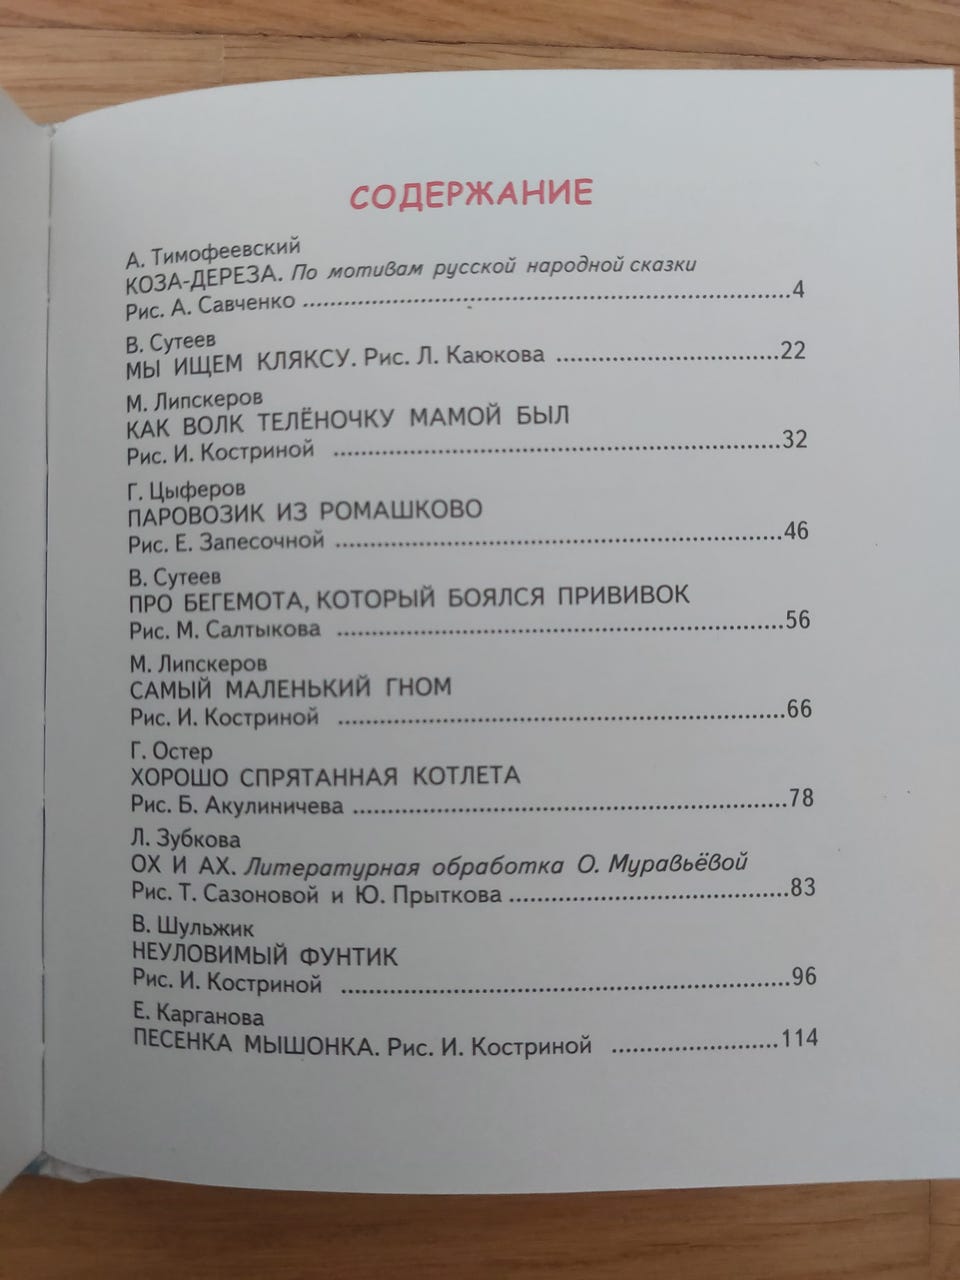 СОДЕРЖАНИЕ
А. Тимофеевский
КОЗА-ДЕРЕЗА. По мотивам русской народной сказки
Рис. А. Савченко ........................................................4
В. Сутеев
МЫ ИЩЕМ КЛЯКСУ. Рис. Л. Каюкова ..........................22
М. Липскеров
КАК ВОЛК ТЕЛЁНОЧКУ МАМОЙ БЫЛ
Рис. И. Костриной ....................................................32
Г. Цыферов
ПАРОВОЗИК ИЗ РОМАШКОВО
Рис. Е. Запесочной ....................................................46
В. Сутеев
ПРО БЕГЕМОТА, КОТОРЫЙ БОЯЛСЯ ПРИВИВОК
Рис. М. Салтыкова ....................................................56
М. Липскеров
САМЫЙ МАЛЕНЬКИЙ ГНОМ
Рис. И. Костриной ....................................................66
Г. Остер
ХОРОШО СПРЯТАННАЯ КОТЛЕТА
Рис. Б. Акулиничева ..................................................78
Л. Зубкова
ОХ И АХ. Литературная обработка О. Муравьёвой
Рис. Т. Сазоновой и Ю. Прыткова ................................83
В. Шульжик
НЕУЛОВИМЫЙ ФУНТИК
Рис. И. Костриной ....................................................96
Е. Карганова
ПЕСЕНКА МЫШОНКА. Рис. И. Костриной ....................114